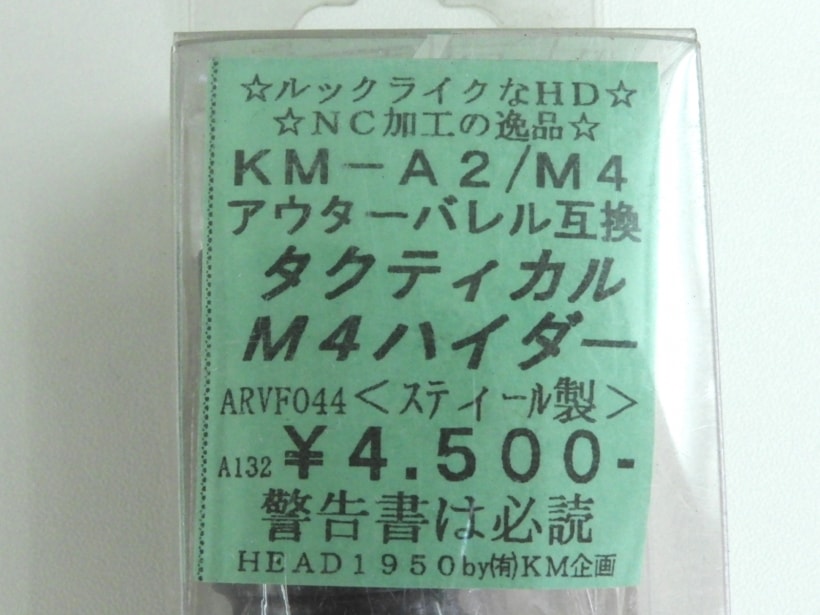 ☆ルックライクなHD☆
☆NC加工の逸品☆
KM－A2/M4
アウターバレル互換
タクティカル
M4ハイダー
ARVF044＜スティール製＞
A132 ¥4.500-
警告書は必読
HEAD1950by㈲KM企画